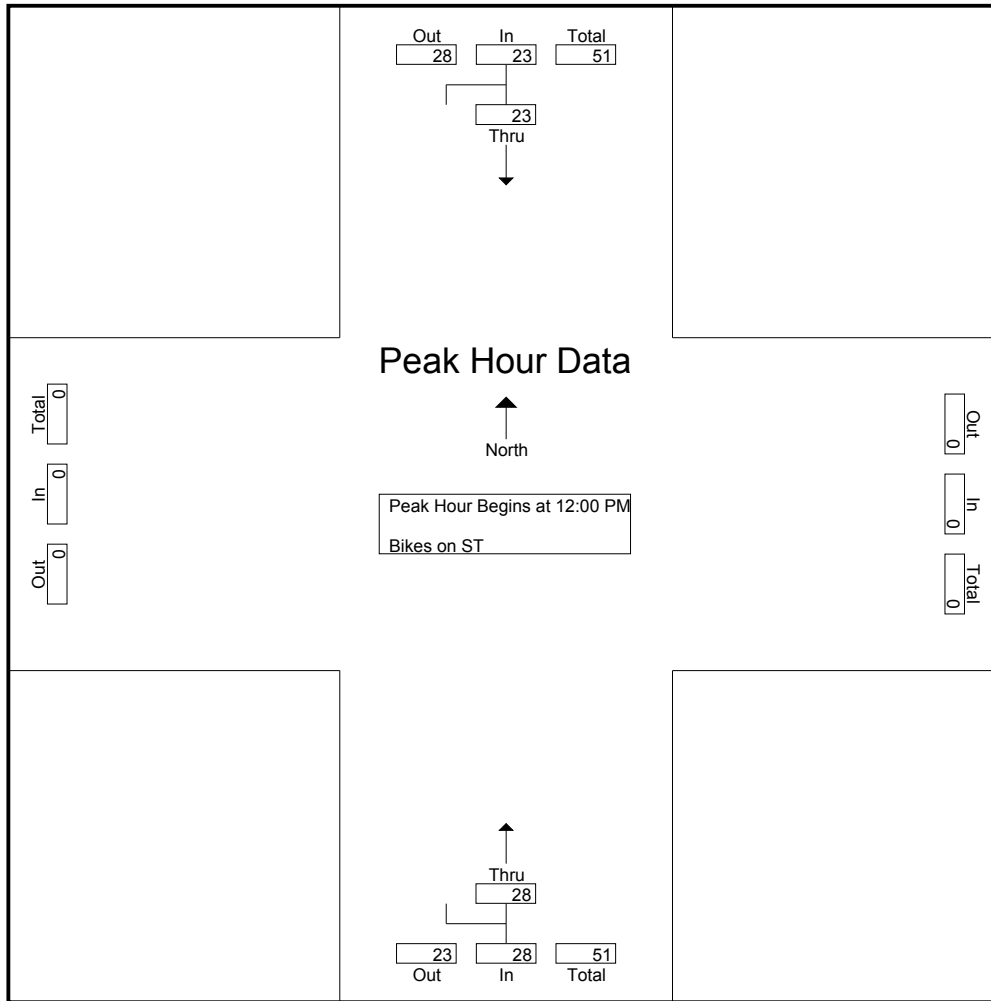 Out In Total
28 23 51
23
Thru
Peak Hour Data
North
Peak Hour Begins at 12:00 PM
Bikes on ST
Total 0
In 0
Out 0
Out 0
In 0
Total 0
Thru
28
23 28 51
Out In Total